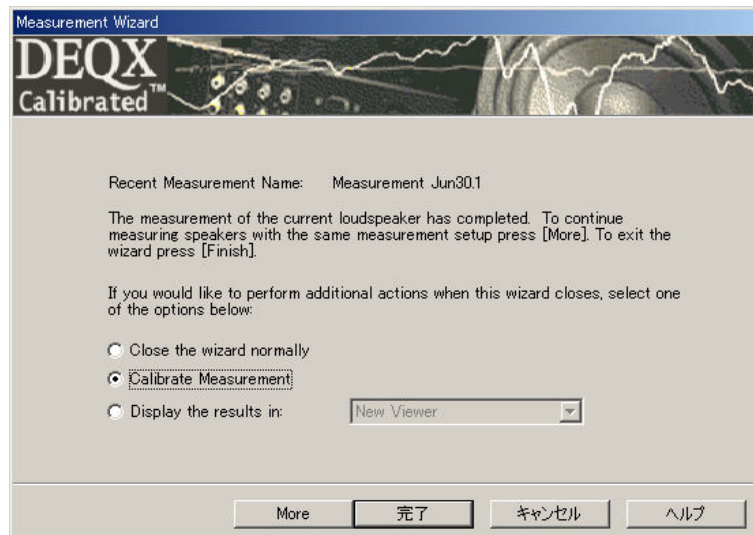 Measurement Wizard
DEQX
Calibrated™
Recent Measurement Name: Measurement Jun30.1
The measurement of the current loudspeaker has completed. To continue
measuring speakers with the same measurement setup press [More]. To exit the
wizard press [Finish].
If you would like to perform additional actions when this wizard closes, select one
of the options below:
Close the wizard normally
Calibrate Measurement
Display the results in: New Viewer
More 完了 キャンセル ヘルプ